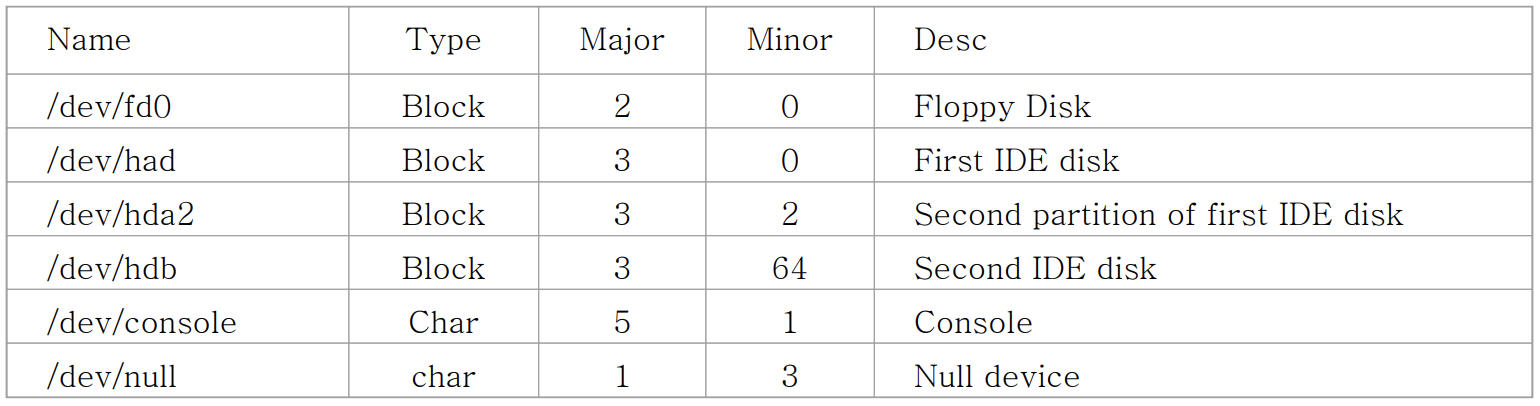 Name Type Major Minor Desc
/dev/fd0 Block 2 0 Floppy Disk
/dev/had Block 3 0 First IDE disk
/dev/hda2 Block 3 2 Second partition of first IDE disk
/dev/hdb Block 3 64 Second IDE disk
/dev/console Char 5 1 Console
/dev/null char 1 3 Null device